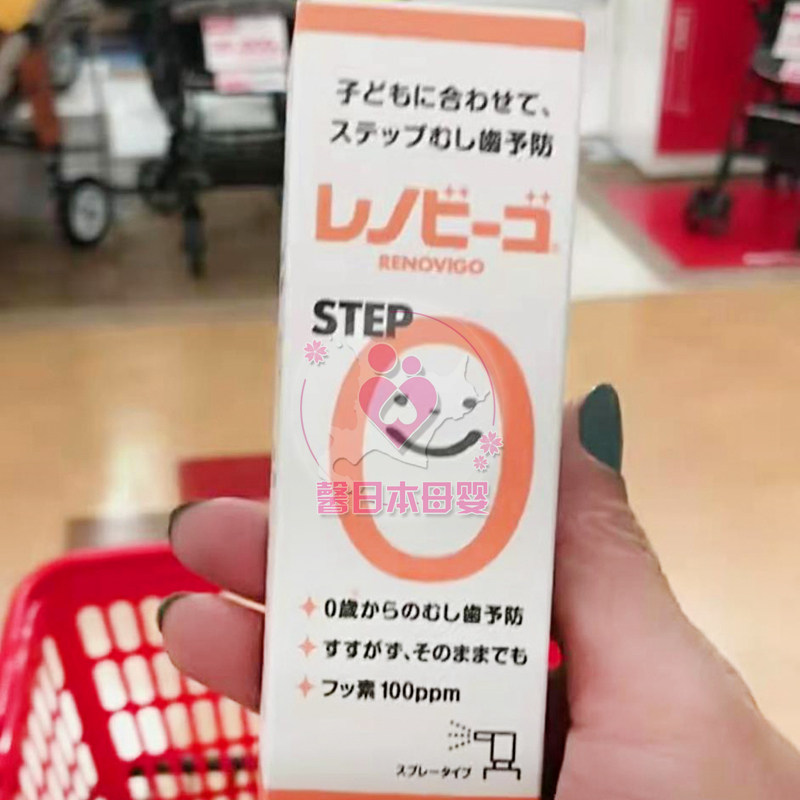 子どもに合わせて、
ステップむし歯予防
レノビーゴ
RENOVIGO
STEP
0
馨日本母婴
0歳からのむし歯予防
すすがず、そのままでも
フッ素100ppm
スプレータイプ